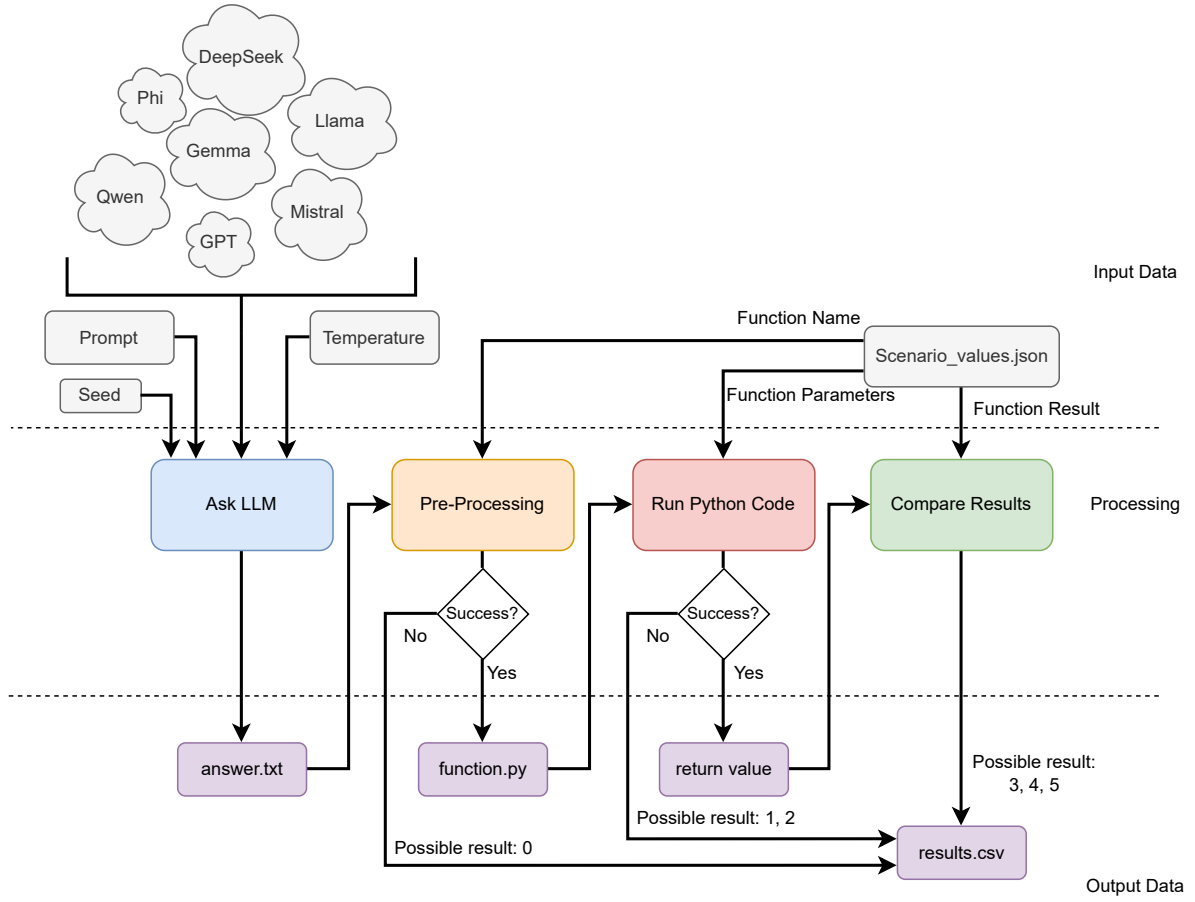 DeepSeek
Phi
Llama
Gemma
Qwen
Mistral
GPT
Input Data
Prompt
Temperature
Seed
Function Name
Scenario_values.json
Function Parameters
Function Result
Ask LLM
Pre-Processing
Run Python Code
Compare Results
Processing
Success?
No
Yes
Success?
No
Yes
answer.txt
function.py
return value
Possible result:
3, 4, 5
Possible result: 1, 2
Possible result: 0
results.csv
Output Data